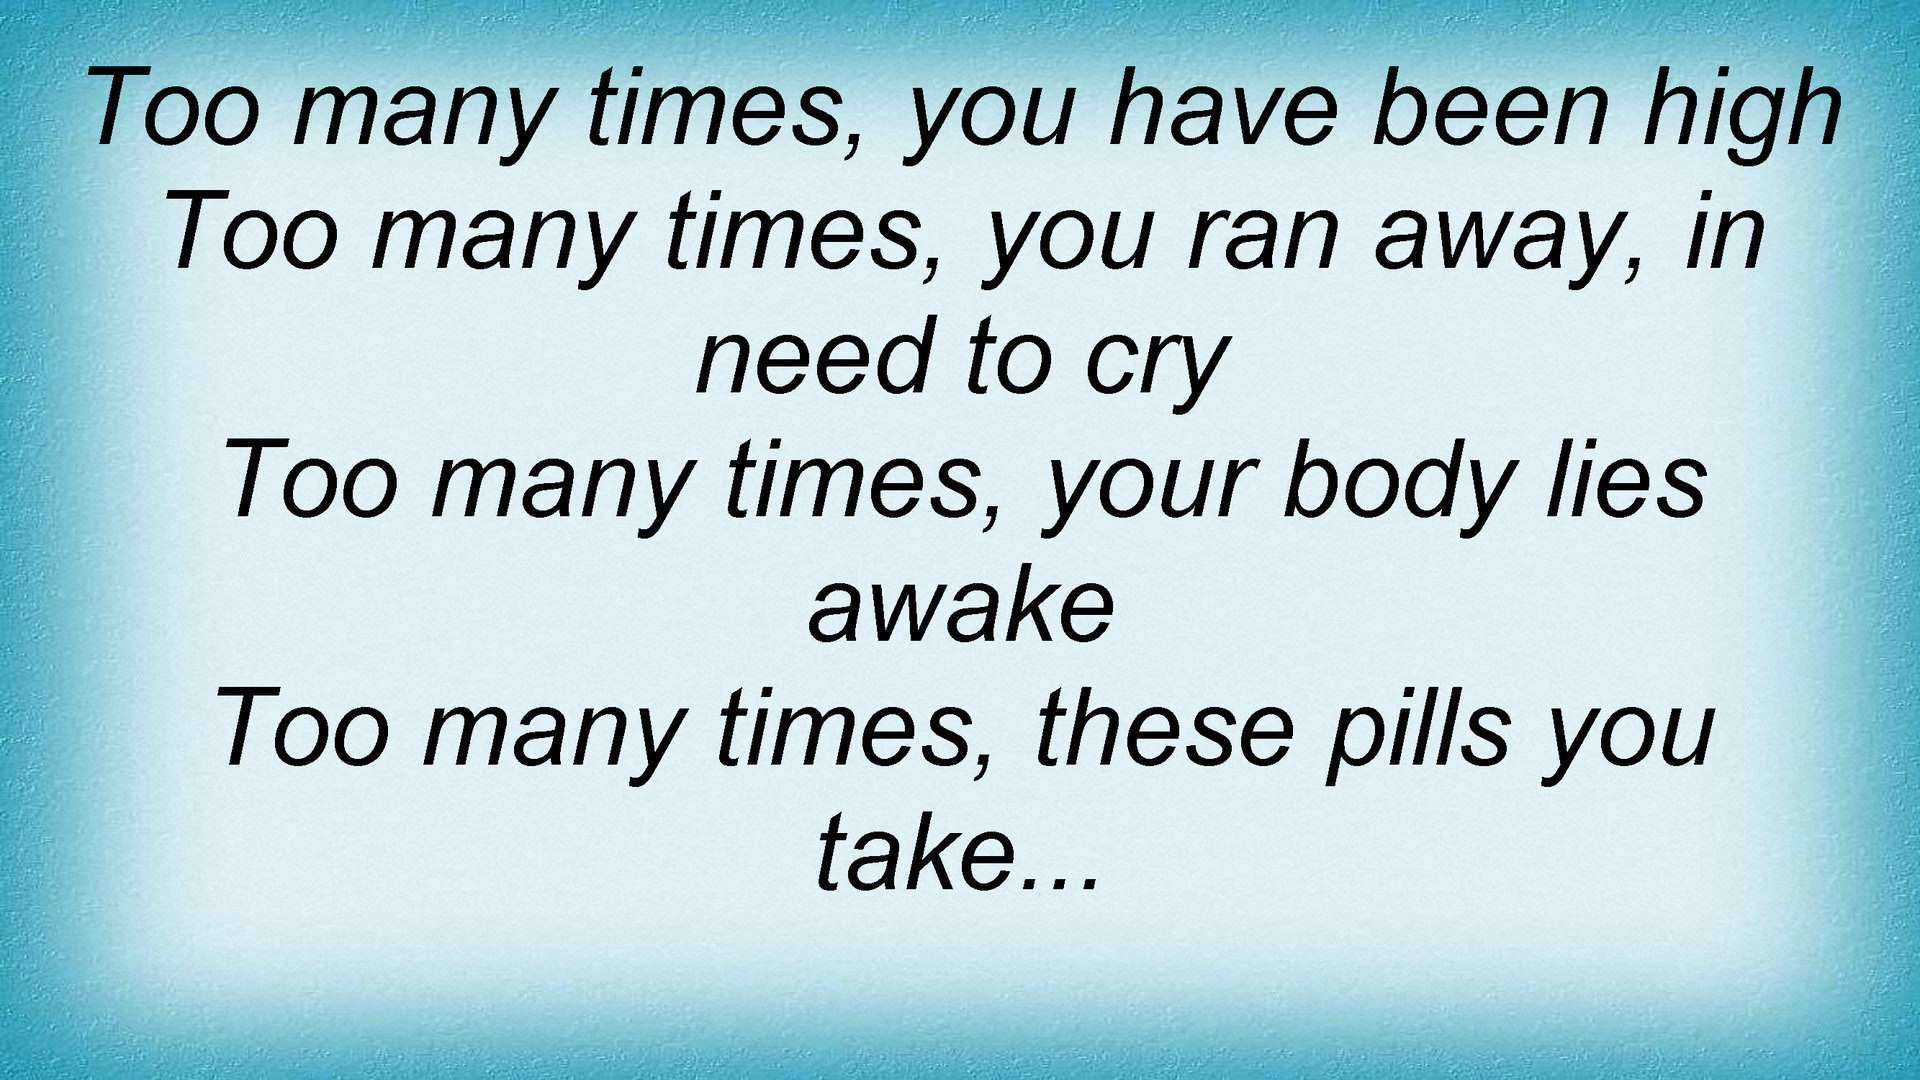 Too many times, you have been high
Too many times, you ran away, in
need to cry
Too many times, your body lies
awake
Too many times, these pills you
take...